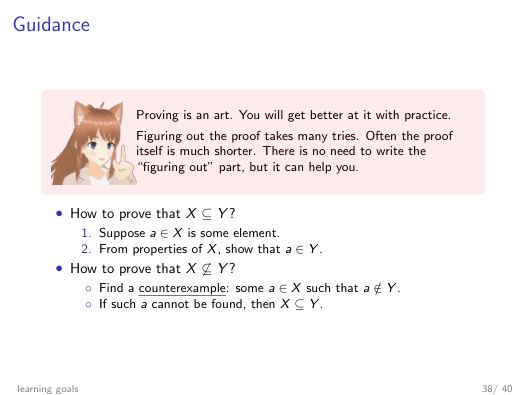 Guidance
Proving is an art. You will get better at it with practice.
Figuring out the proof takes many tries. Often the proof
itself is much shorter. There is no need to write the
“figuring out” part, but it can help you.
• How to prove that X ⊆ Y?
1. Suppose a ∈ X is some element.
2. From properties of X, show that a ∈ Y.
• How to prove that X ⊈ Y?
○ Find a counterexample: some a ∈ X such that a ∉ Y.
○ If such a cannot be found, then X ⊆ Y.
learning goals
38/ 40